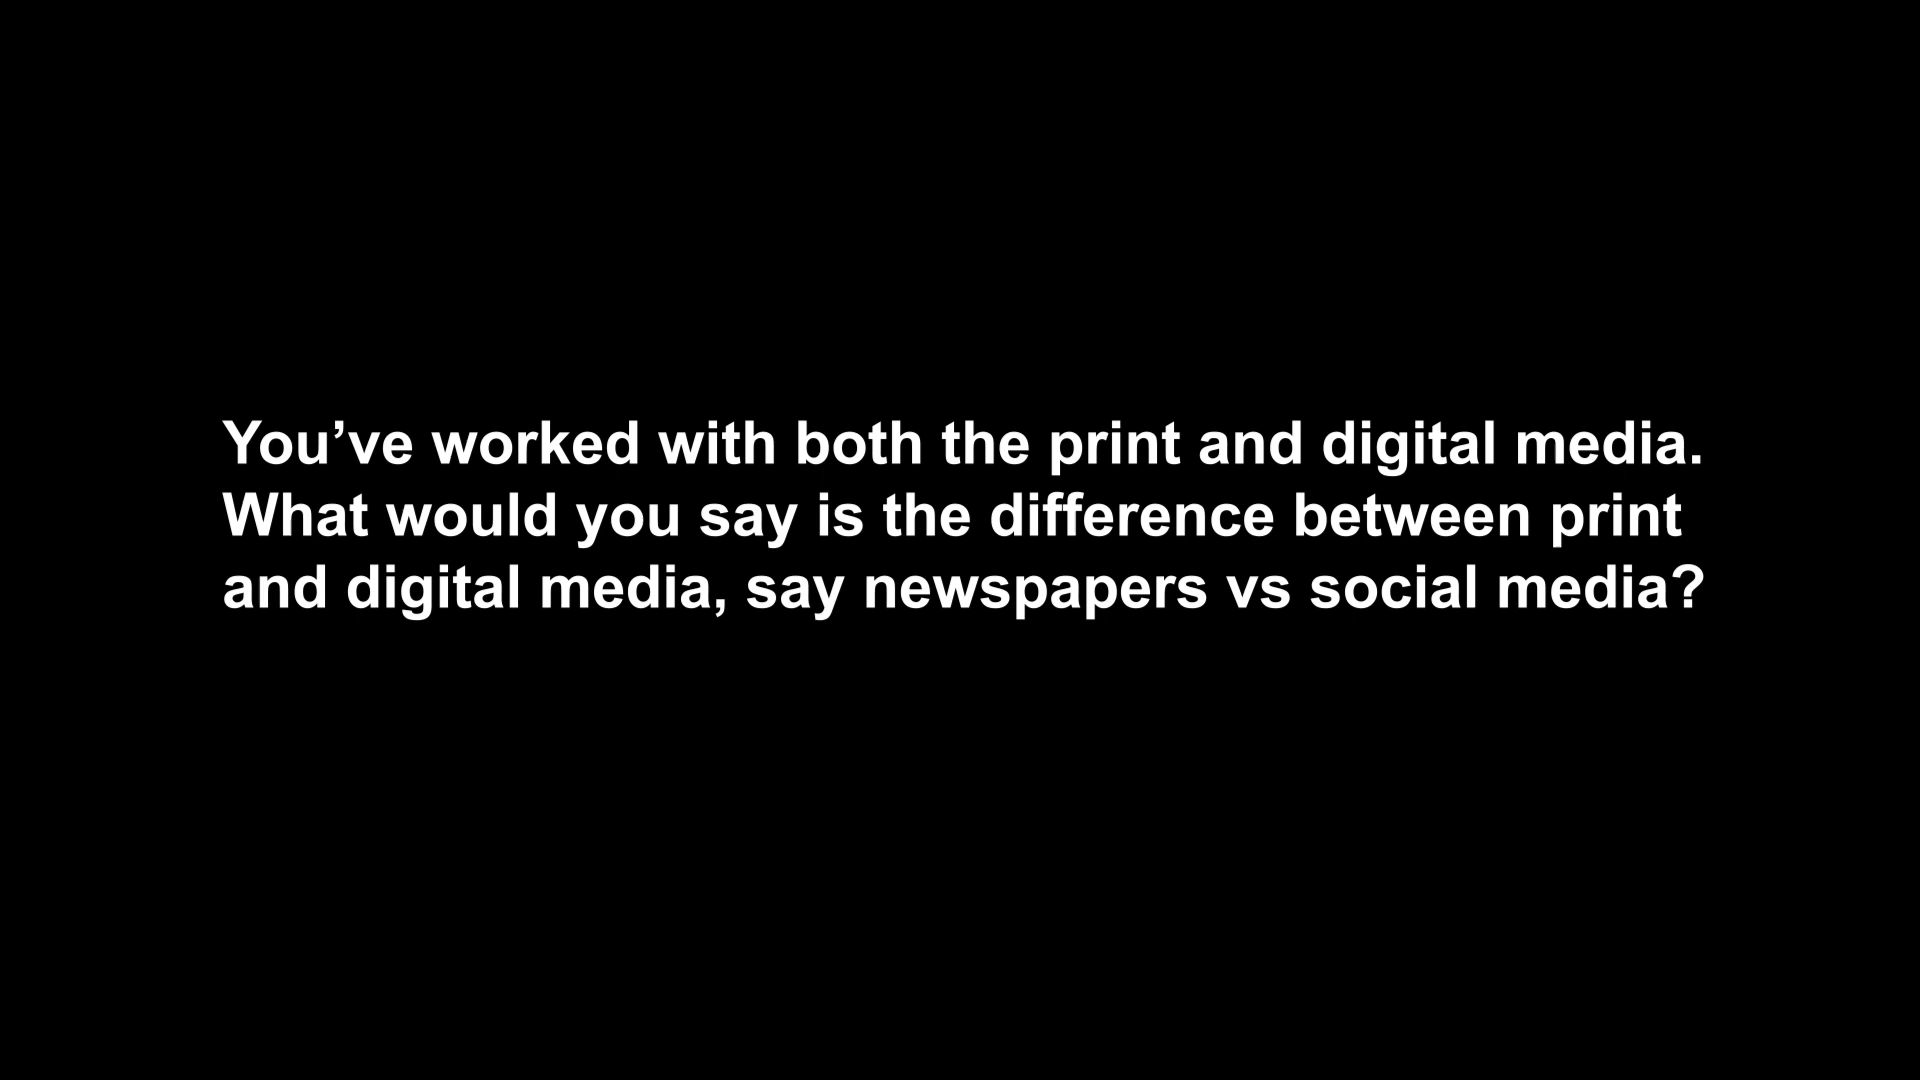 You’ve worked with both the print and digital media.
What would you say is the difference between print
and digital media, say newspapers vs social media?